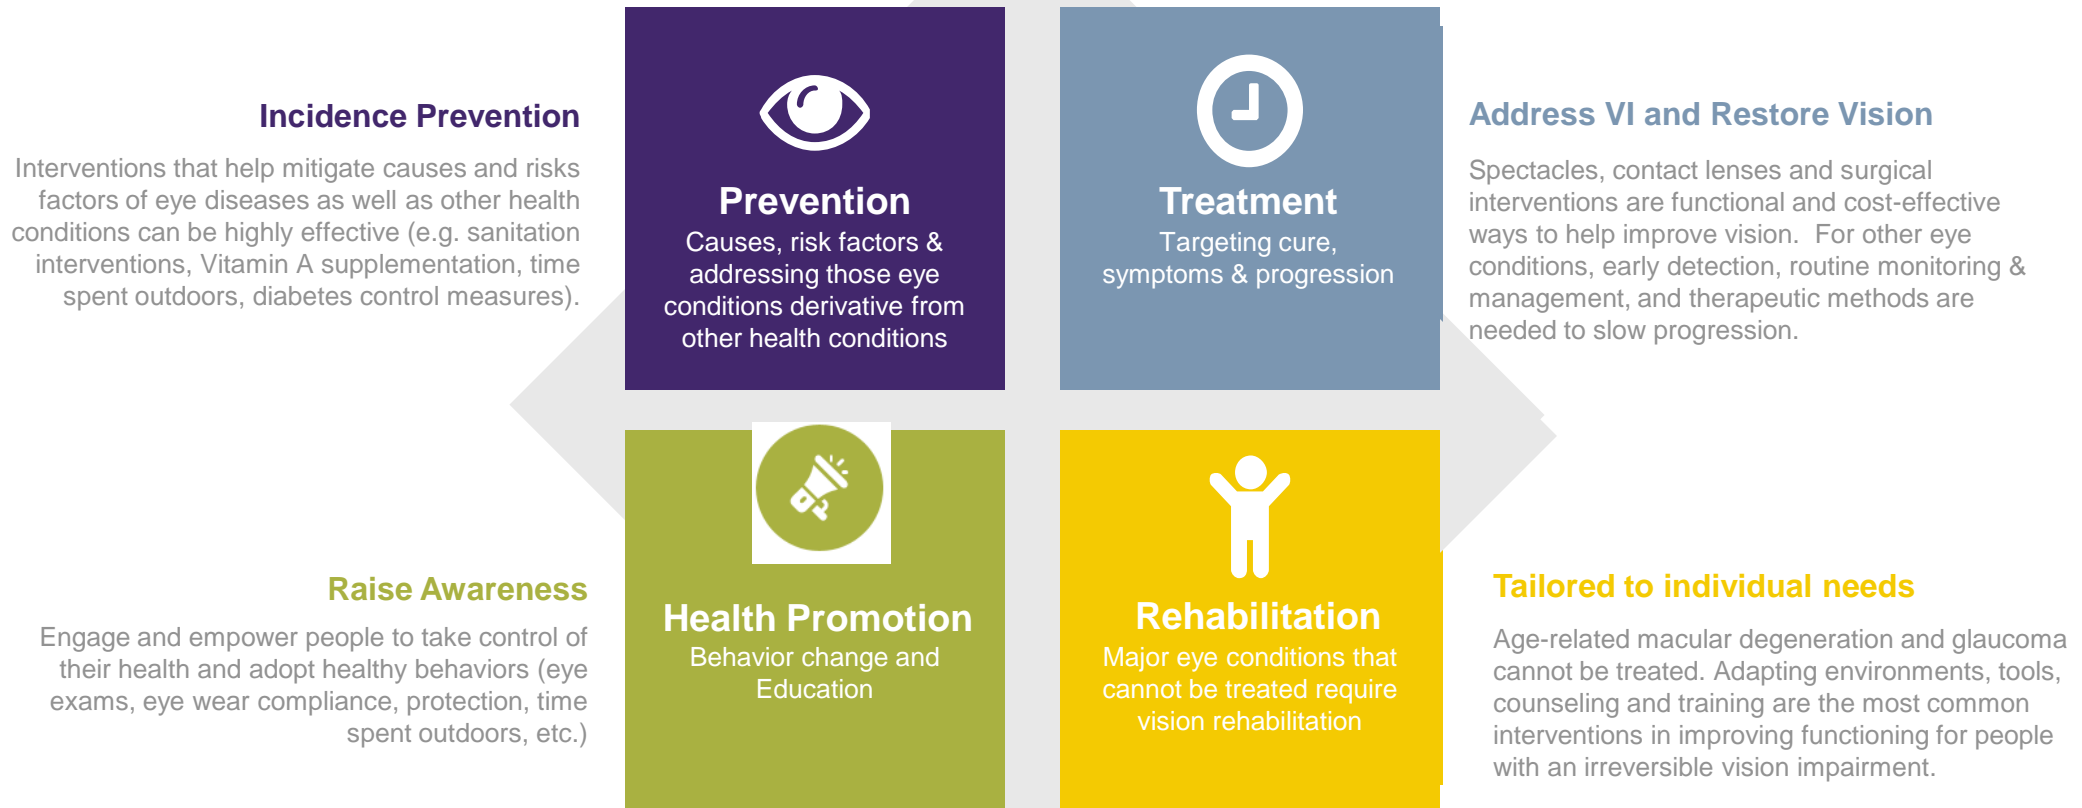 Incidence Prevention
Interventions that help mitigate causes and risks
factors of eye diseases as well as other health
conditions can be highly effective (e.g. sanitation
interventions, Vitamin A supplementation, time
spent outdoors, diabetes control measures).
Prevention
Causes, risk factors &
addressing those eye
conditions derivative from
other health conditions
Treatment
Targeting cure,
symptoms & progression
Address VI and Restore Vision
Spectacles, contact lenses and surgical
interventions are functional and cost-effective
ways to help improve vision.  For other eye
conditions, early detection, routine monitoring &
management, and therapeutic methods are
needed to slow progression.
Raise Awareness
Engage and empower people to take control of
their health and adopt healthy behaviors (eye
exams, eye wear compliance, protection, time
spent outdoors, etc.)
Health Promotion
Behavior change and
Education
Rehabilitation
Major eye conditions that
cannot be treated require
vision rehabilitation
Tailored to individual needs
Age-related macular degeneration and glaucoma
cannot be treated. Adapting environments, tools,
counseling and training are the most common
interventions in improving functioning for people
with an irreversible vision impairment.